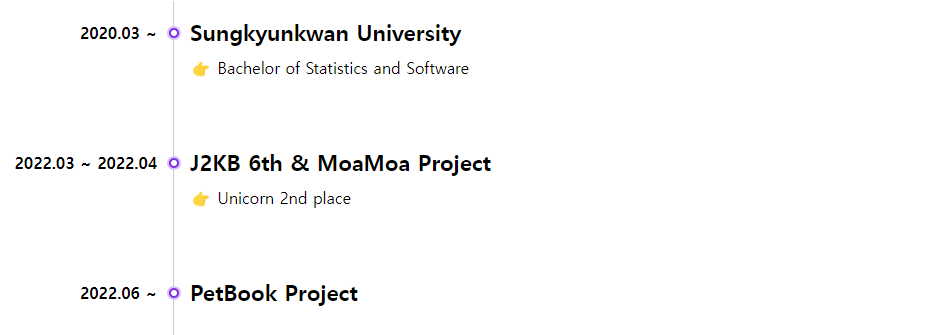 2020.03 ~ Sungkyunkwan University
👉 Bachelor of Statistics and Software
2022.03 ~ 2022.04 J2KB 6th & MoaMoa Project
👉 Unicorn 2nd place
2022.06 ~ PetBook Project